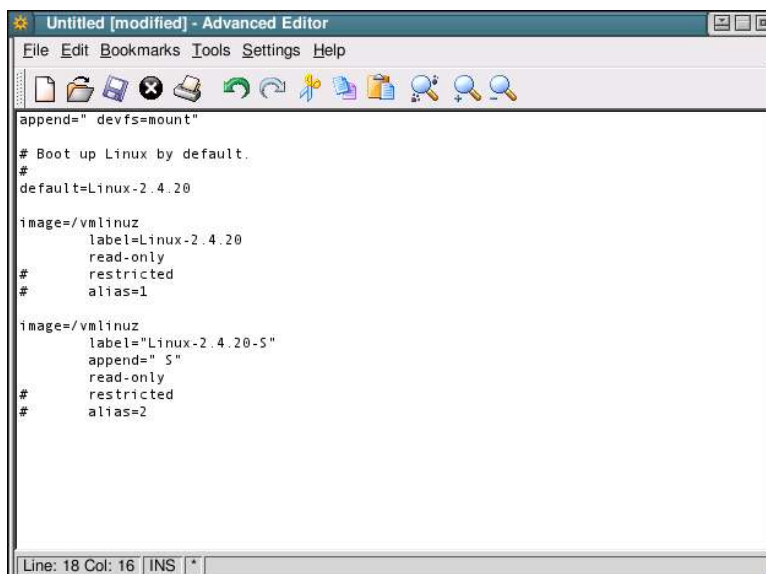 Untitled [modified] - Advanced Editor
File Edit Bookmarks Tools Settings Help
append=" devfs=mount"

# Boot up Linux by default.
#
default=Linux-2.4.20

image=/vmlinuz
        label=Linux-2.4.20
        read-only
#       restricted
#       alias=1

image=/vmlinuz
        label="Linux-2.4.20-S"
        append=" S"
        read-only
#       restricted
#       alias=2
Line: 18 Col: 16 INS *